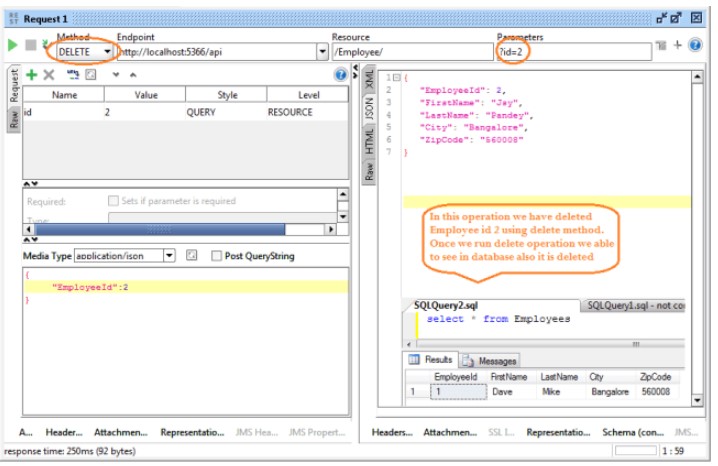 Request 1
Method Endpoint Resource Parameters
DELETE http://localhost:5366/api /Employee/ ?id=2
Request
Raw
Name Value Style Level
id 2 QUERY RESOURCE
Required: Sets if parameter is required
Type:
Media Type application/json Post QueryString
{
"EmployeeId":2
}
A... Header... Attachmen... Representatio... JMS Hea... JMS Propert...
XML
JSON
HTML
Raw
1 {
2 "EmployeeId": 2,
3 "FirstName": "Jay",
4 "LastName": "Pandey",
5 "City": "Bangalore",
6 "ZipCode": "560008"
7 }
In this operation we have deleted
Employee id 2 using delete method.
Once we run delete operation we able
to see in database also it is deleted
SQLQuery2.sql SQLQuery1.sql - not co
select * from Employees
Results Messages
EmployeeId FirstName LastName City ZipCode
1 1 Dave Mike Bangalore 560008
Headers... Attachmen... SSL I... Representatio... Schema (con... JMS...
response time: 250ms (92 bytes) 1 : 59